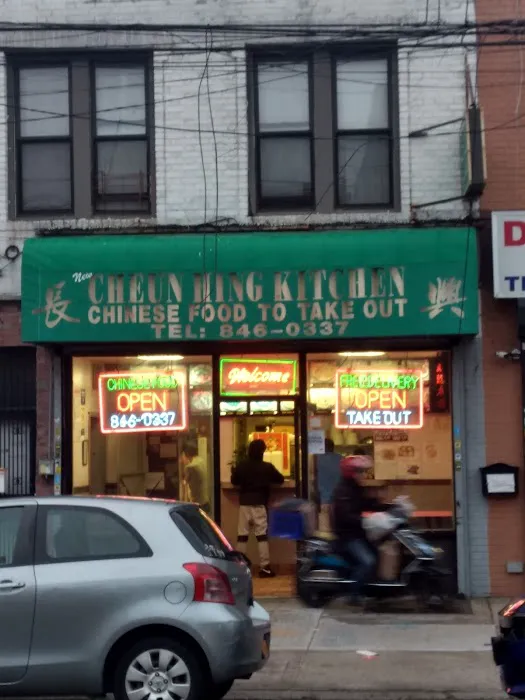 New
CHEUN HING KITCHEN
長 CHINESE FOOD TO TAKE OUT 興
TEL: 846-0337
CHINESE FOOD
OPEN
846-0337
Welcome
FREE DELIVERY
OPEN
TAKE OUT
D